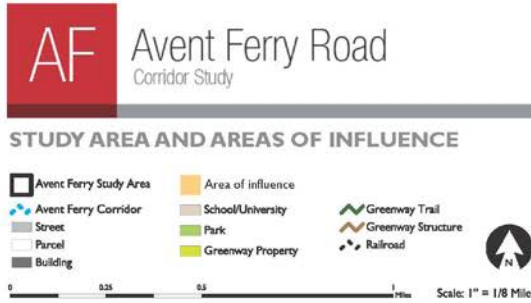 AF
Avent Ferry Road
Corridor Study
STUDY AREA AND AREAS OF INFLUENCE
Avent Ferry Study Area
Avent Ferry Corridor
Street
Parcel
Building
Area of influence
School/University
Park
Greenway Property
Greenway Trail
Greenway Structure
Railroad
N
0 0.25 0.5 1
Miles
Scale: 1" = 1/8 Mile